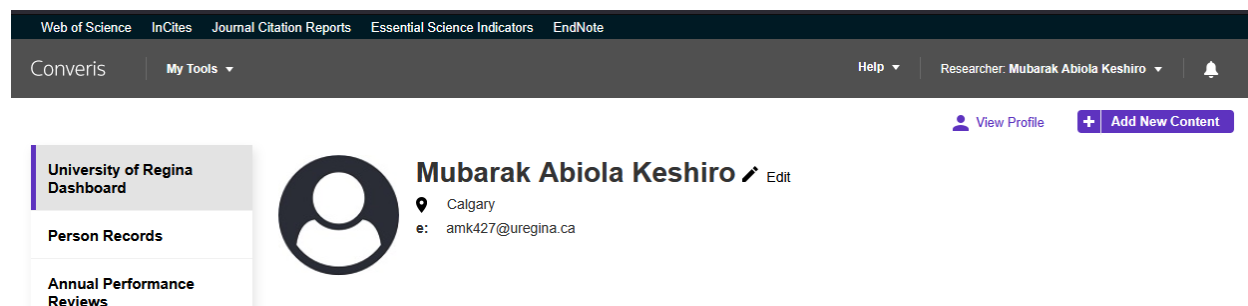 Web of Science InCites Journal Citation Reports Essential Science Indicators EndNote
Converis My Tools Help Researcher: Mubarak Abiola Keshiro
View Profile + Add New Content
University of Regina
Dashboard
Person Records
Annual Performance
Reviews
Mubarak Abiola Keshiro Edit
Calgary
e: amk427@uregina.ca